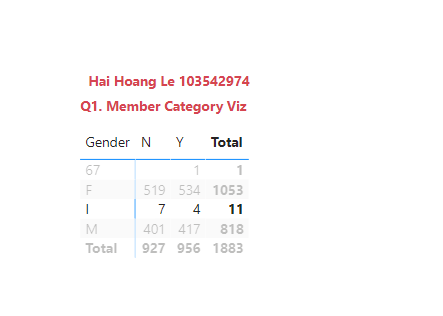 Hai Hoang Le 103542974
Q1. Member Category Viz
Gender N Y Total
67 1 1
F 519 534 1053
I 7 4 11
M 401 417 818
Total 927 956 1883